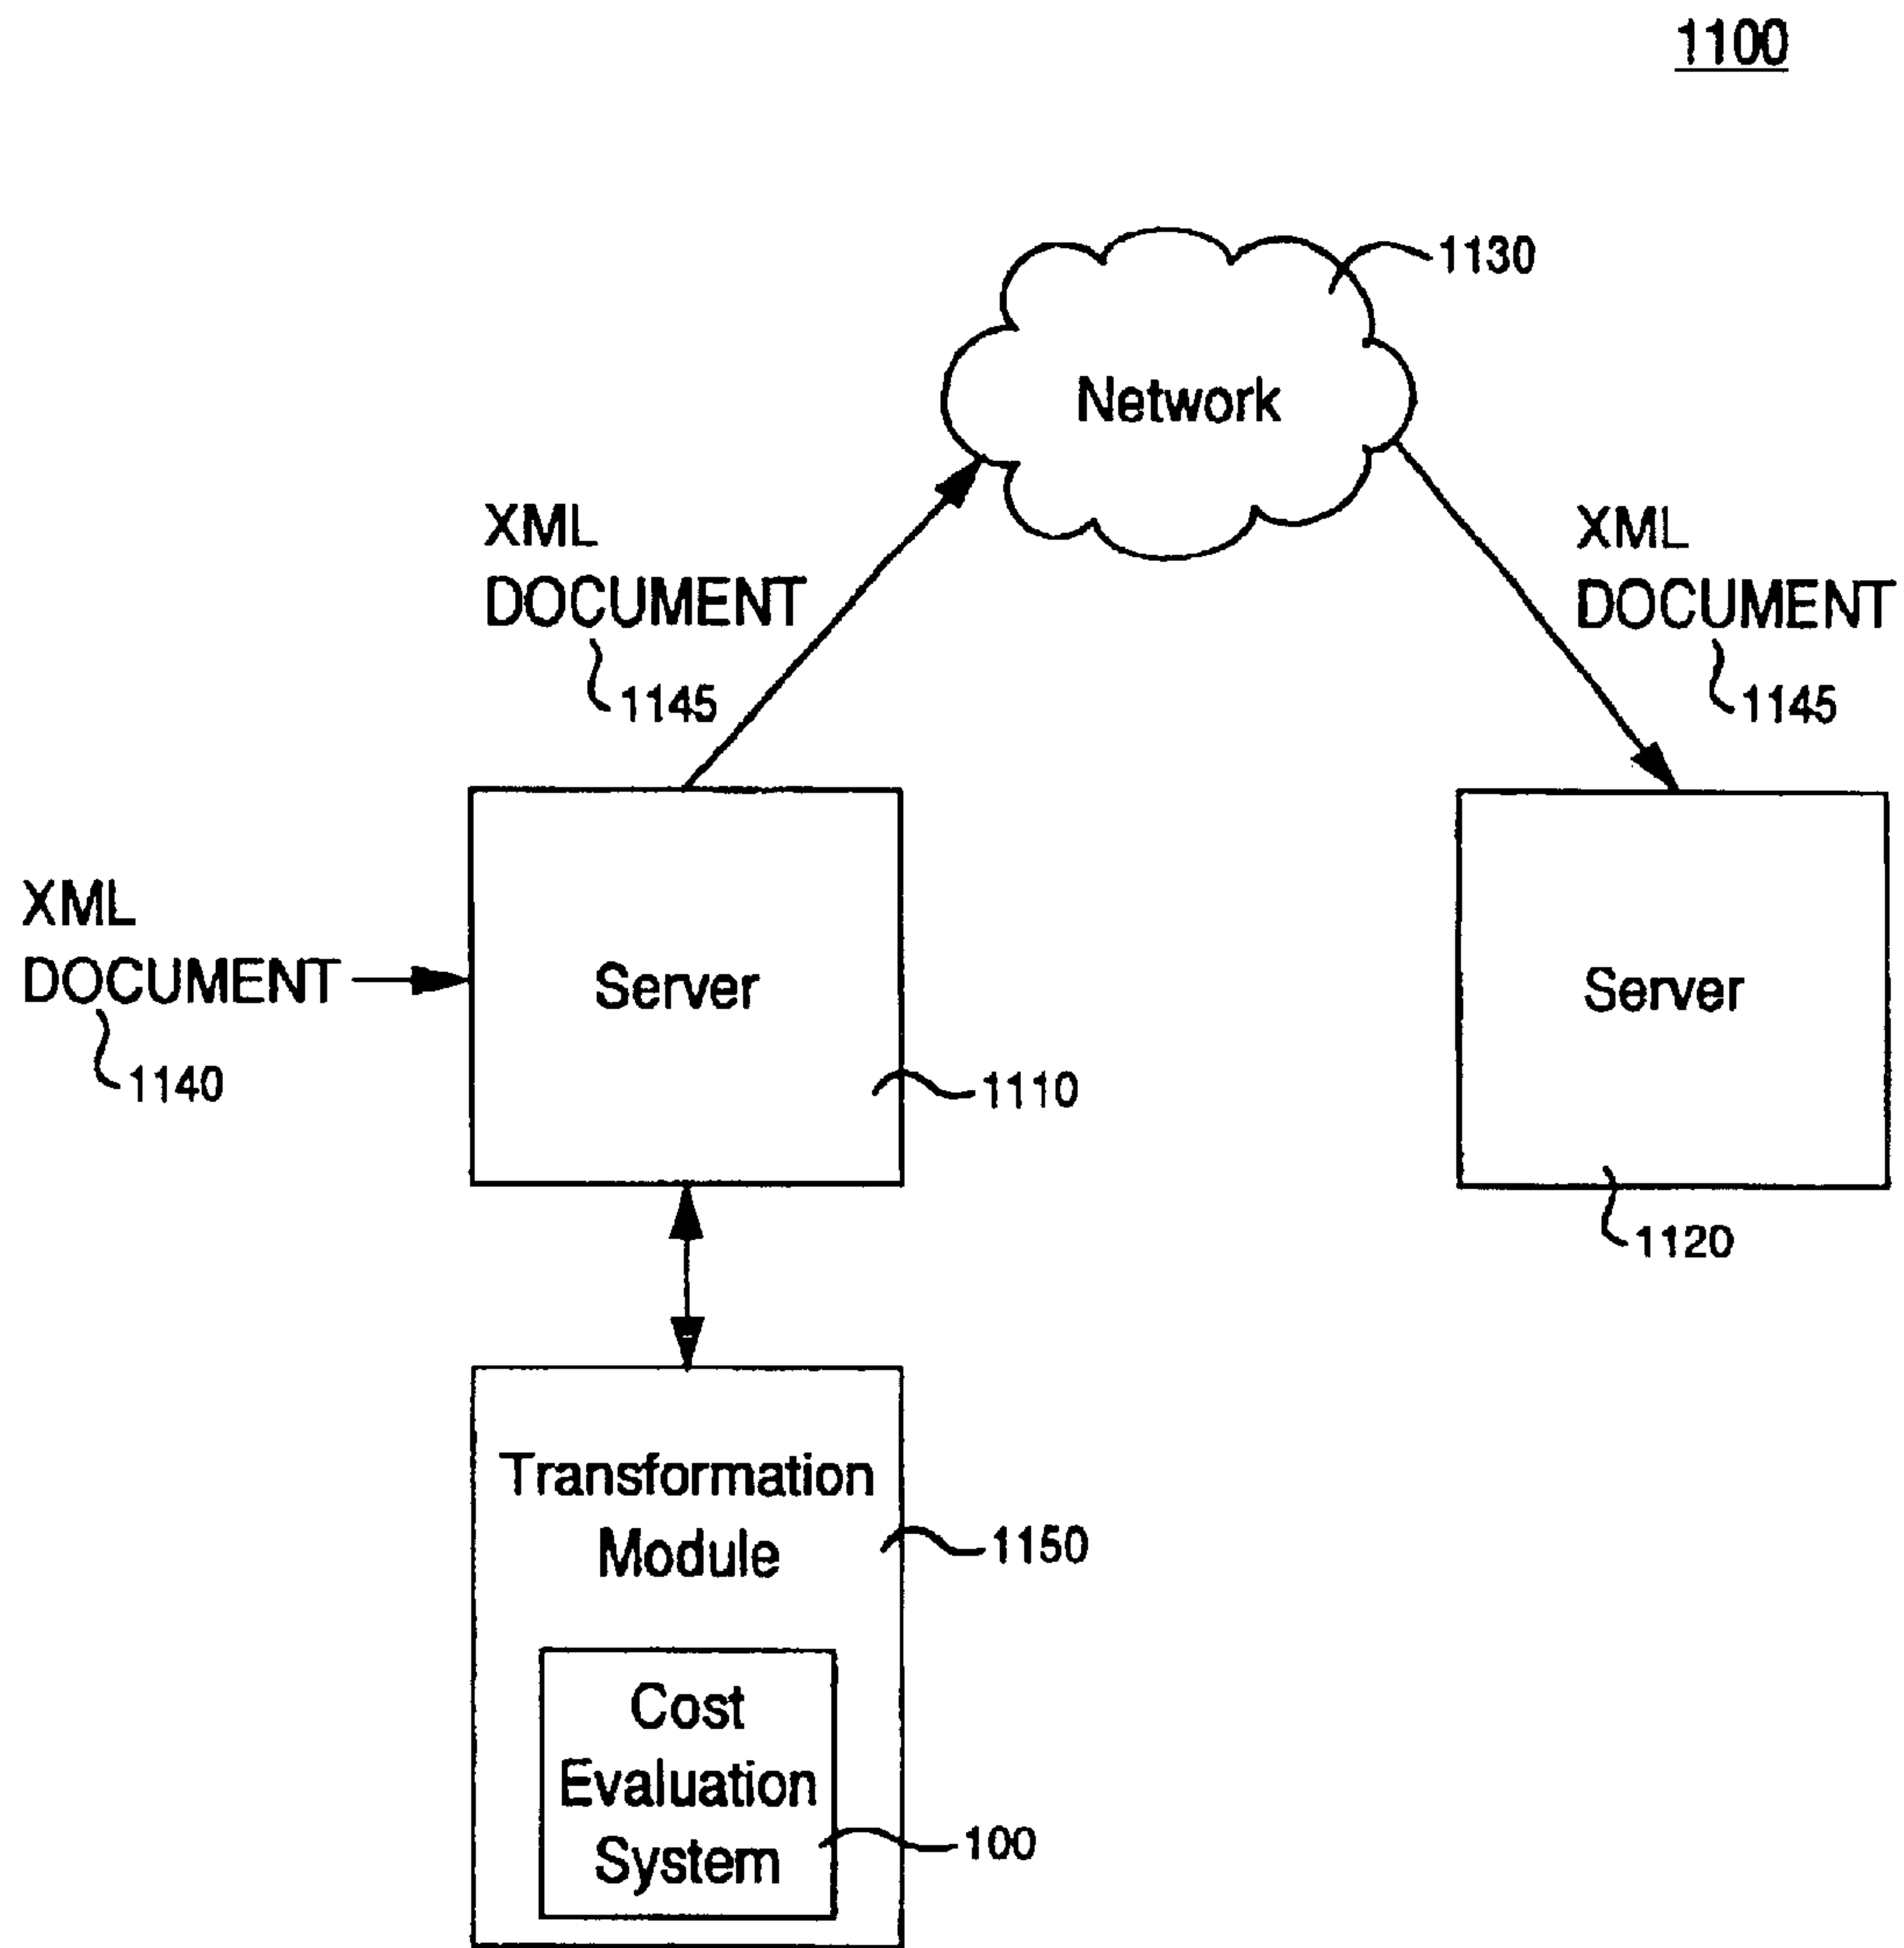 1100
1130
Network
XML
DOCUMENT
1145
XML
DOCUMENT
1145
XML
DOCUMENT
1140
Server
1110
Server
1120
Transformation
Module
1150
Cost
Evaluation
System
100